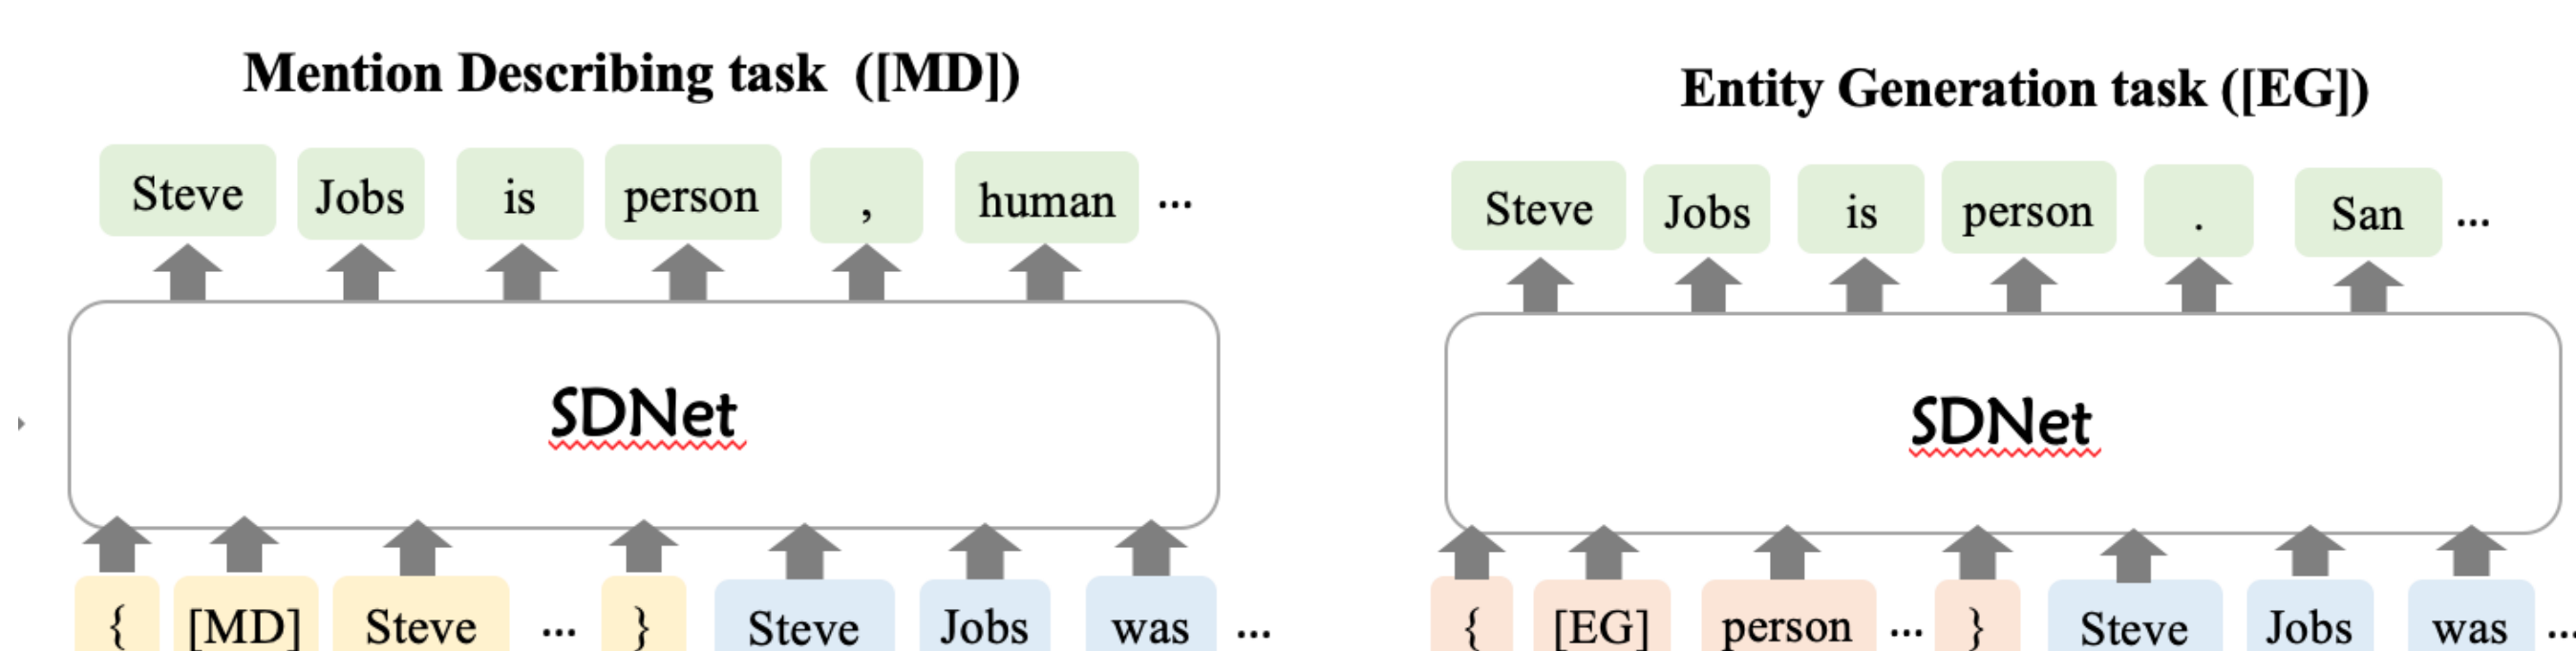 Mention Describing task ([MD])
Steve Jobs is person , human ...
SDNet
{ [MD] Steve ... } Steve Jobs was ...
Entity Generation task ([EG])
Steve Jobs is person . San ...
SDNet
{ [EG] person ... } Steve Jobs was ...